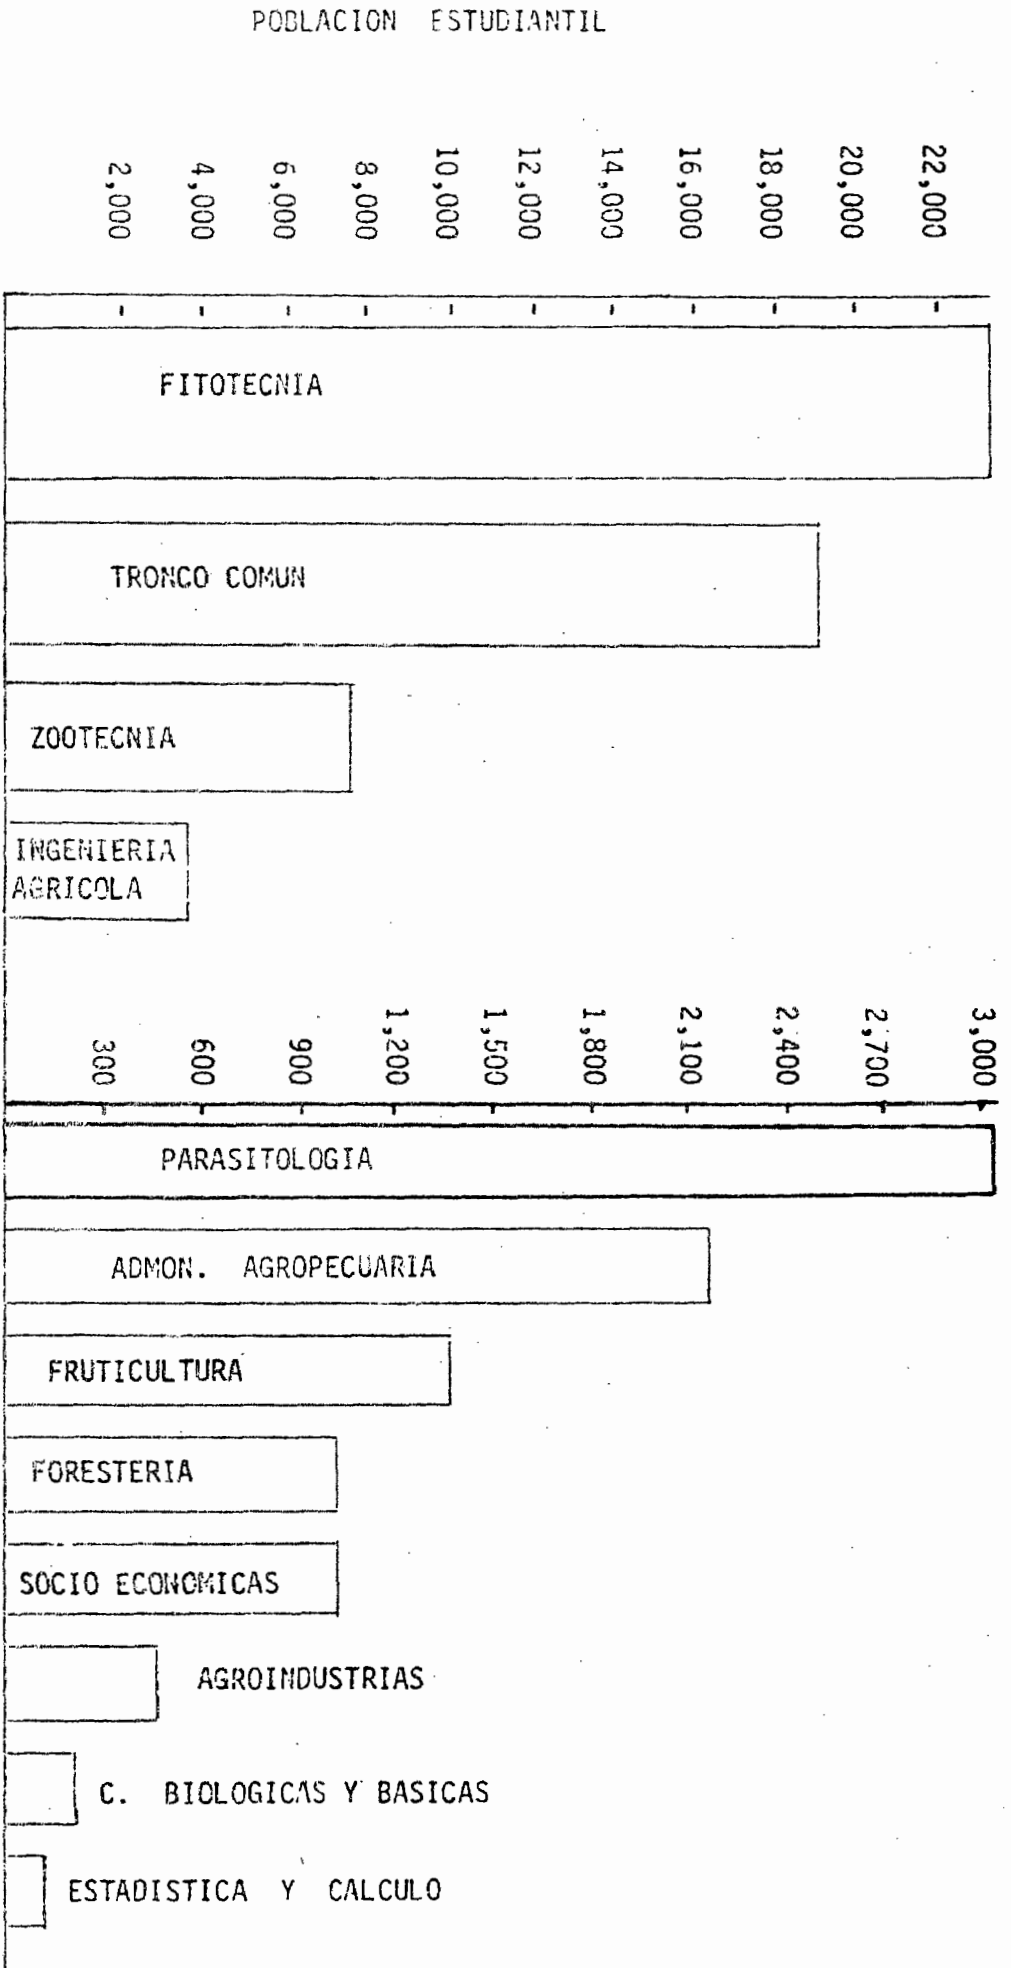 POBLACION ESTUDIANTIL
2,000
4,000
6,000
8,000
10,000
12,000
14,000
16,000
18,000
20,000
22,000
FITOTECNIA
TRONCO COMUN
ZOOTECNIA
INGENIERIA
AGRICOLA
300
600
900
1,200
1,500
1,800
2,100
2,400
2,700
3,000
PARASITOLOGIA
ADMON. AGROPECUARIA
FRUTICULTURA
FORESTERIA
SOCIO ECONOMICAS
AGROINDUSTRIAS
C. BIOLOGICAS Y BASICAS
ESTADISTICA Y CALCULO